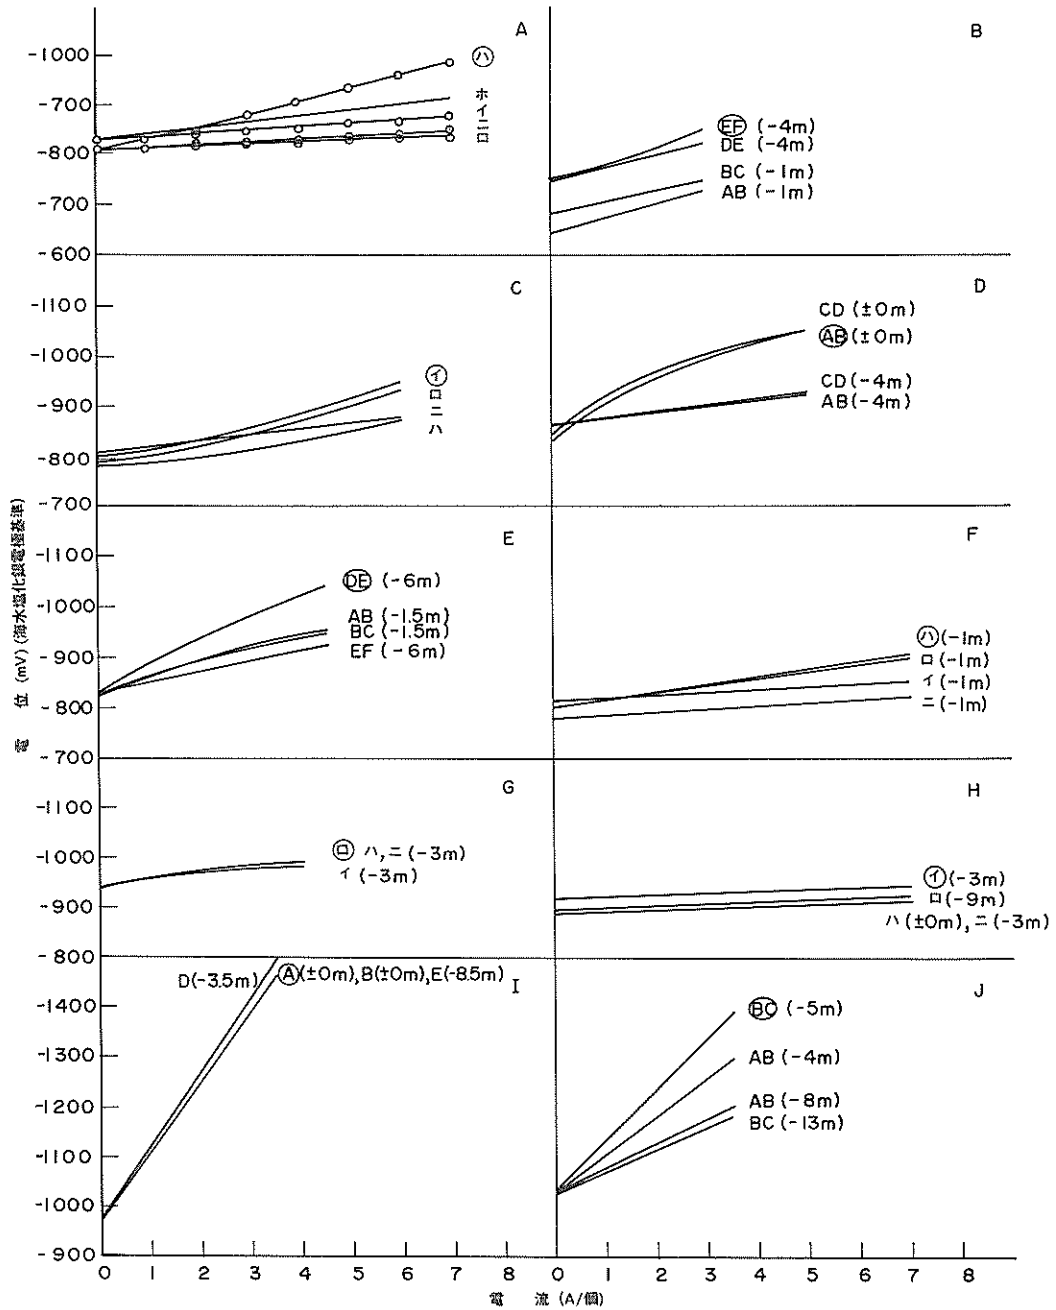 A
-1000
ハ
-700
ホ
イ
ニ
ロ
-800
-700
-600
B
EF (-4m)
DE (-4m)
BC (-1m)
AB (-1m)
C
-1100
-1000
-900
-800
-700
イ
ロ
ニ
ハ
D
CD (±0m)
AB (±0m)
CD (-4m)
AB (-4m)
E
-1100
-1000
-900
-800
-700
DE (-6m)
AB (-1.5m)
BC (-1.5m)
EF (-6m)
F
ハ (-1m)
ロ (-1m)
イ (-1m)
ニ (-1m)
電 位 (mV) (海水塩化銀電極基準)
G
-1100
-1000
-900
-800
ロ ハ,ニ (-3m)
イ (-3m)
H
イ (-3m)
ロ (-9m)
ハ (±0m), ニ (-3m)
D(-3.5m) A(±0m), B(±0m), E(-8.5m) I
-1400
-1300
-1200
-1100
-1000
-900
J
BC (-5m)
AB (-4m)
AB (-8m)
BC (-13m)
0 1 2 3 4 5 6 7 8 0 1 2 3 4 5 6 7 8
電 流 (A/個)